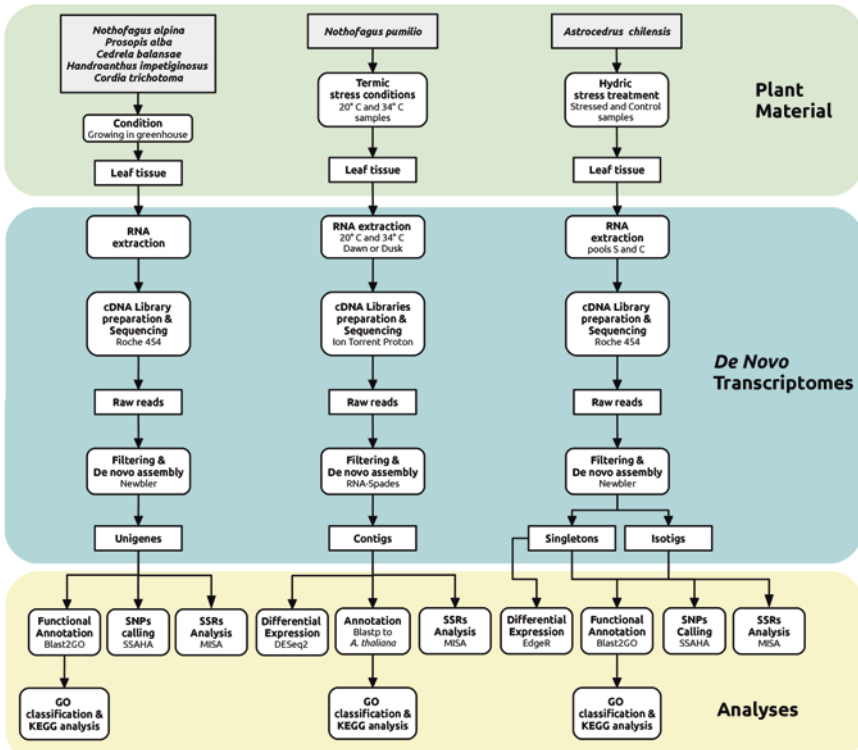 Nothofagus alpina
Prosopis alba
Cedrela balansae
Handroanthus impetiginosus
Cordia trichotoma
Condition
Growing in greenhouse
Leaf tissue
Nothofagus pumilio
Termic
stress conditions
20° C and 34° C
samples
Leaf tissue
Astrocedrus chilensis
Hydric
stress treatment
Stressed and Control
samples
Leaf tissue
Plant
Material
RNA
extraction
cDNA Library
preparation &
Sequencing
Roche 454
Raw reads
Filtering &
De novo assembly
Newbler
Unigenes
RNA extraction
20° C and 34° C
Dawn or Dusk
cDNA Libraries
preparation &
Sequencing
Ion Torrent Proton
Raw reads
Filtering &
De novo assembly
RNA-Spades
Contigs
RNA
extraction
pools S and C
cDNA Library
preparation &
Sequencing
Roche 454
Raw reads
Filtering &
De novo assembly
Newbler
Singletons
Isotigs
De Novo
Transcriptomes
Functional
Annotation
Blast2GO
SNPs
calling
SSAHA
SSRs
Analysis
MISA
GO
classification &
KEGG analysis
Differential
Expression
DESeq2
Annotation
Blastp to
A. thaliana
SSRs
Analysis
MISA
GO
classification &
KEGG analysis
Differential
Expression
EdgeR
Functional
Annotation
Blast2GO
SNPs
Calling
SSAHA
SSRs
Analysis
MISA
GO
classification &
KEGG analysis
Analyses